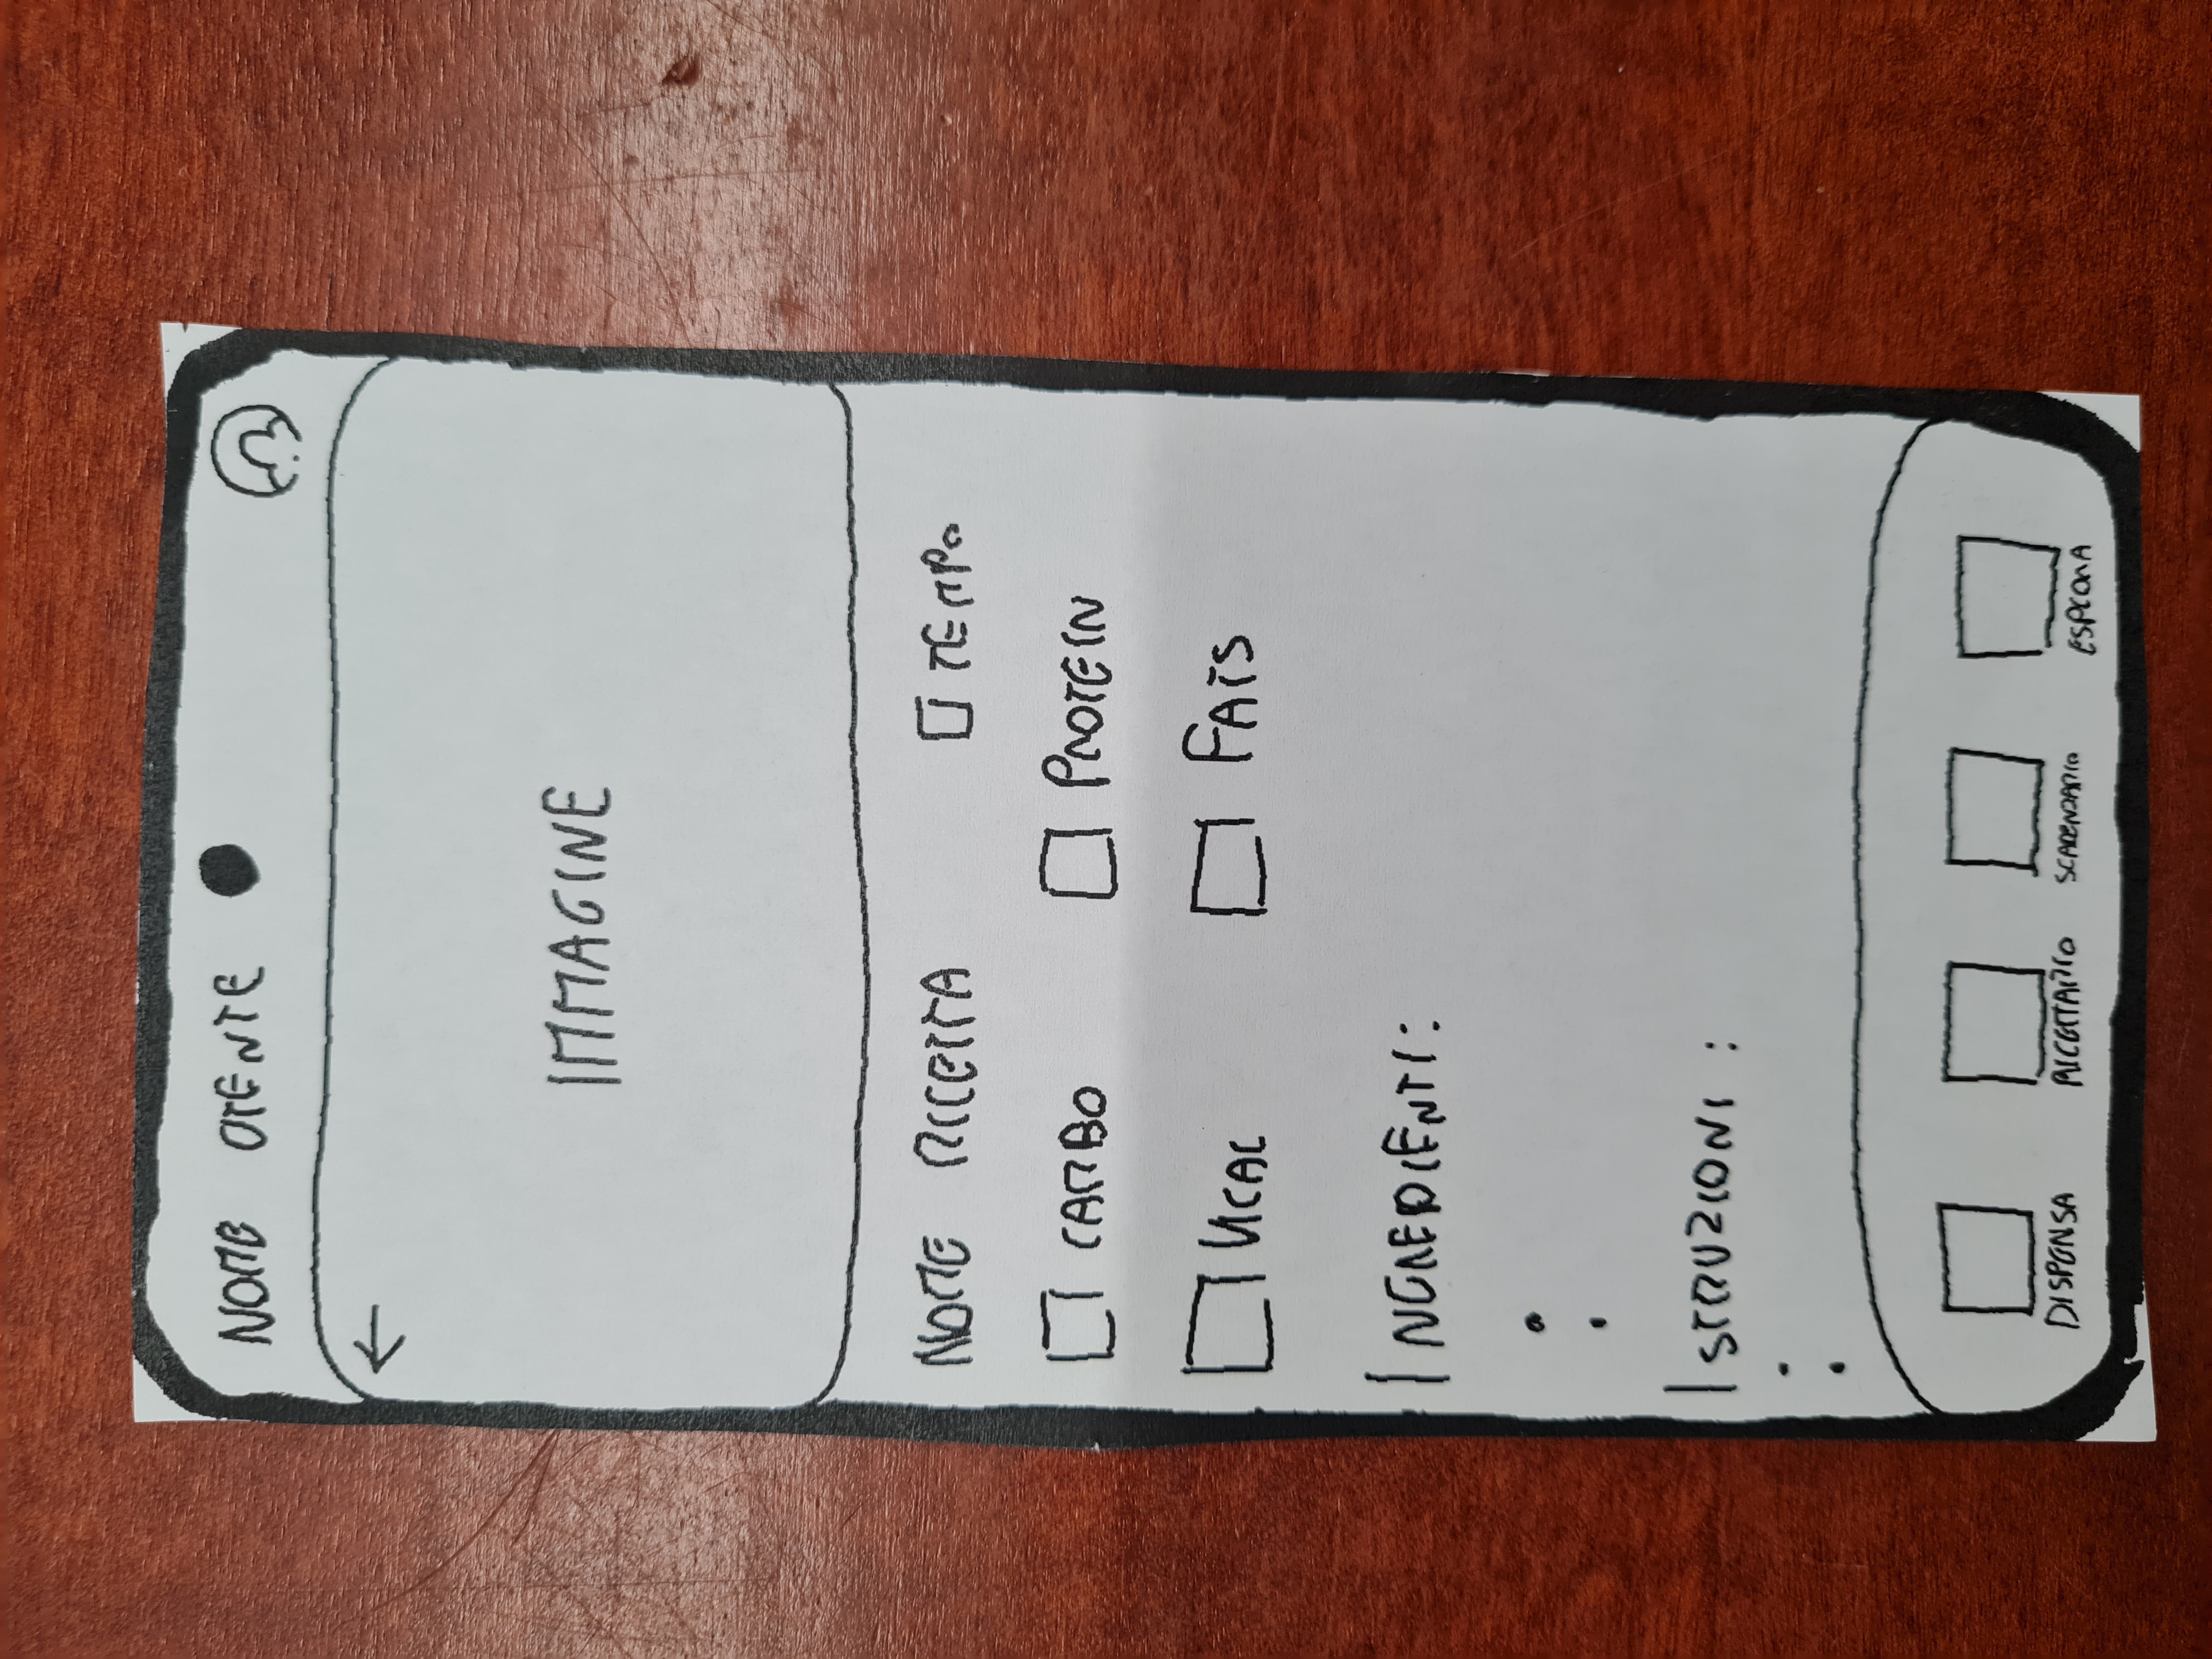 NOME UTENTE
IMMAGINE
NOME RICETTA TEMPO
CARBO PROTEIN
KCAL FATS
INGREDIENTI:
ISTRUZIONI :
DISPENSA RICETTARIO SCADENZARIO ESPLORA